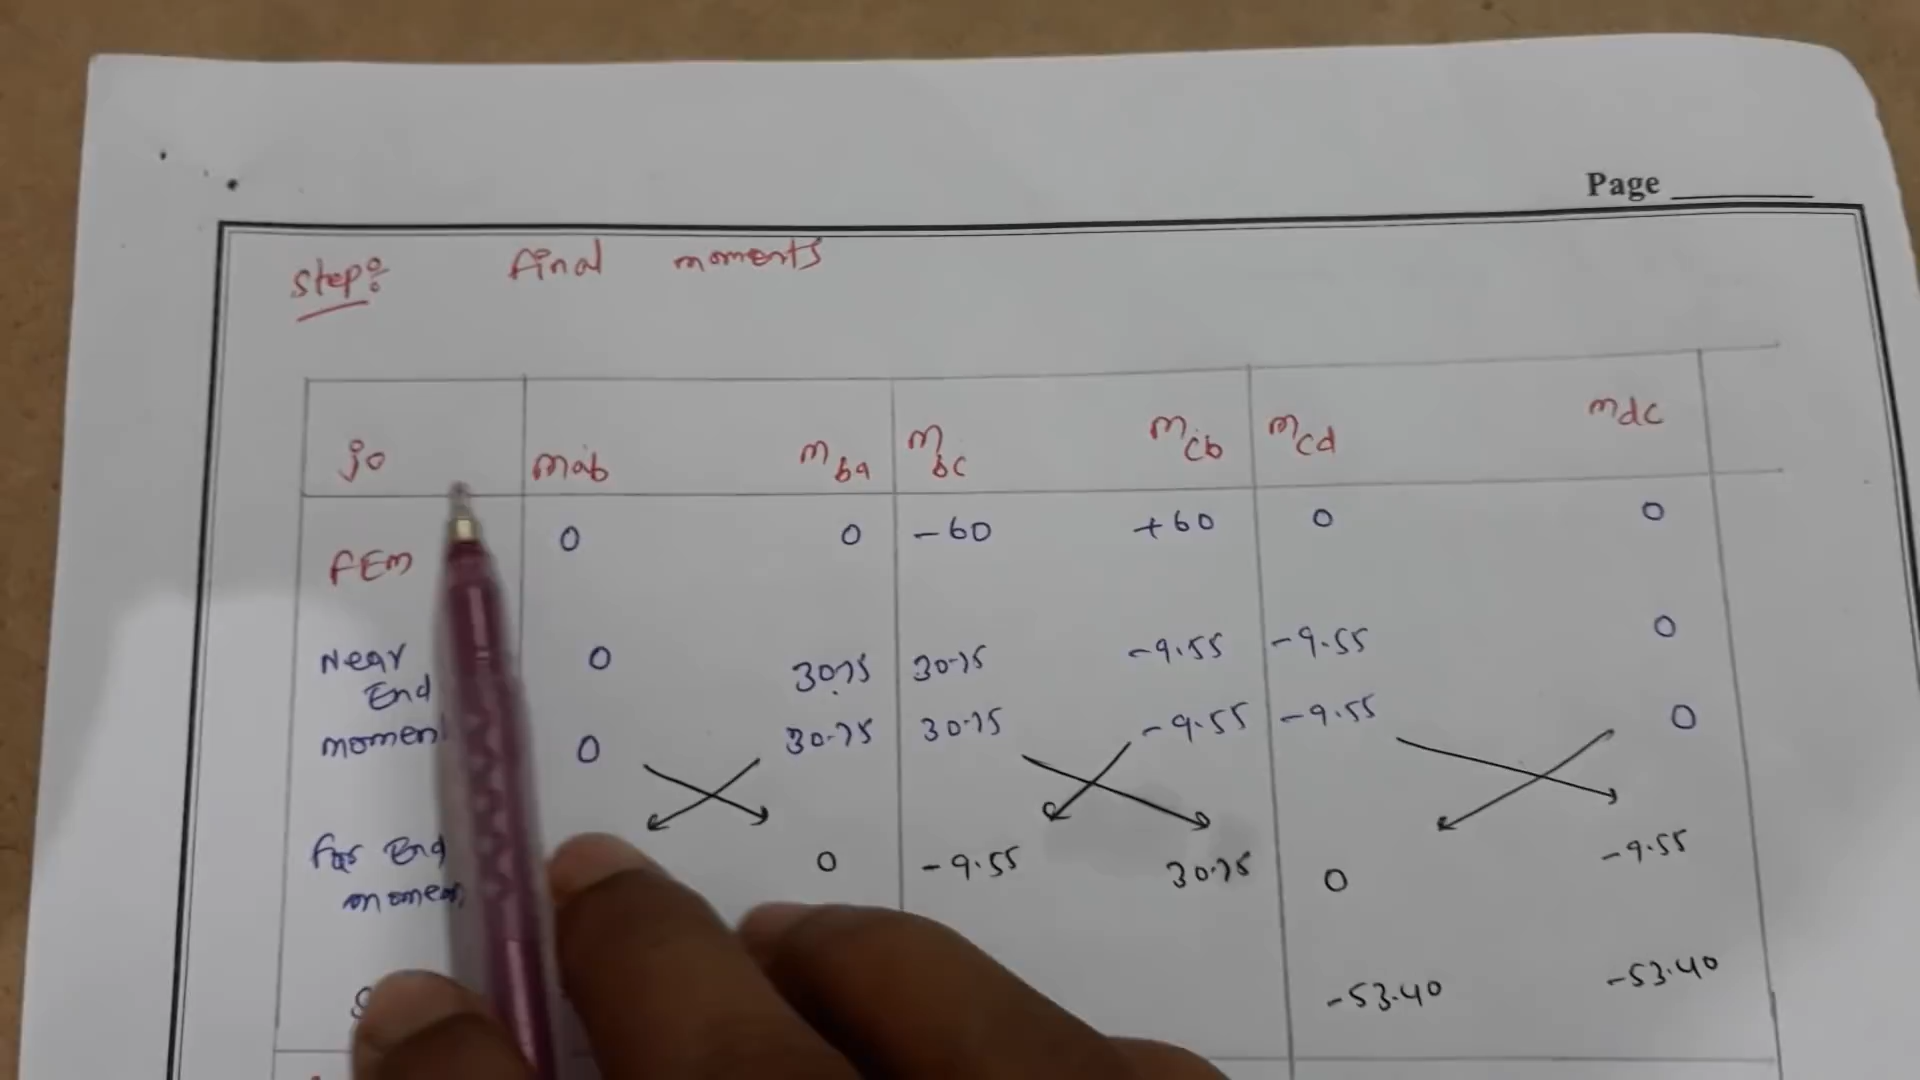 Page
Step: final moments
jo mab mba mbc mcb mcd mdc
FEM 0 0 -60 +60 0 0
Near End 0 30.75 30.75 -9.55 -9.55 0
moment 0 30.75 30.75 -9.55 -9.55 0
far End 0 -9.55 30.75 0 -9.55
-53.40 -53.40